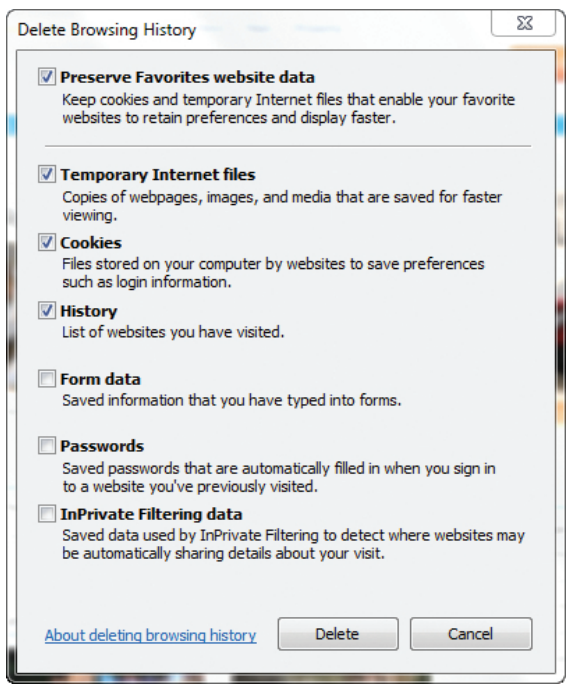 Delete Browsing History
Preserve Favorites website data
Keep cookies and temporary Internet files that enable your favorite
websites to retain preferences and display faster.
Temporary Internet files
Copies of webpages, images, and media that are saved for faster
viewing.
Cookies
Files stored on your computer by websites to save preferences
such as login information.
History
List of websites you have visited.
Form data
Saved information that you have typed into forms.
Passwords
Saved passwords that are automatically filled in when you sign in
to a website you've previously visited.
InPrivate Filtering data
Saved data used by InPrivate Filtering to detect where websites may
be automatically sharing details about your visit.
About deleting browsing history Delete Cancel